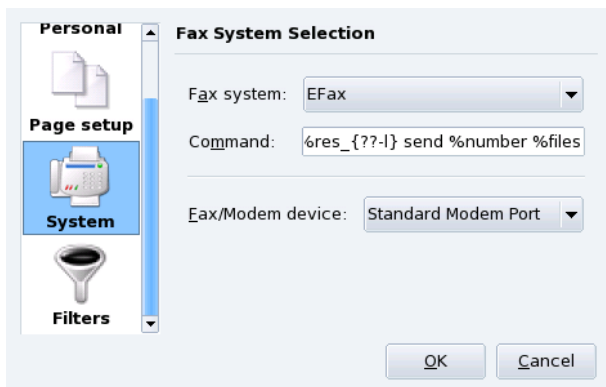 Personal
Page setup
System
Filters
Fax System Selection
Fax system: EFax
Command: %res_{??-l} send %number %files
Fax/Modem device: Standard Modem Port
OK
Cancel